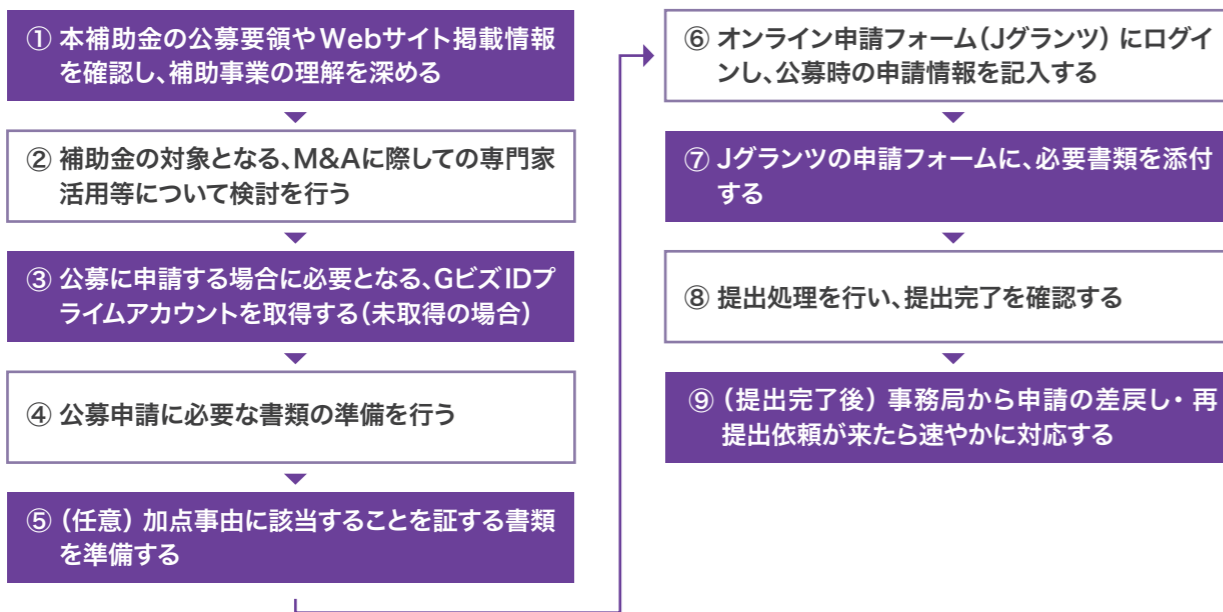 ① 本補助金の公募要領やWebサイト掲載情報
を確認し、補助事業の理解を深める
② 補助金の対象となる、M&Aに際しての専門家
活用等について検討を行う
③ 公募に申請する場合に必要となる、GビズIDプ
ライムアカウントを取得する(未取得の場合)
④ 公募申請に必要な書類の準備を行う
⑤ (任意) 加点事由に該当することを証する書類
を準備する
⑥ オンライン申請フォーム(Jグランツ) にログイ
ンし、公募時の申請情報を記入する
⑦ Jグランツの申請フォームに、必要書類を添付
する
⑧ 提出処理を行い、提出完了を確認する
⑨ (提出完了後) 事務局から申請の差戻し・再
提出依頼が来たら速やかに対応する